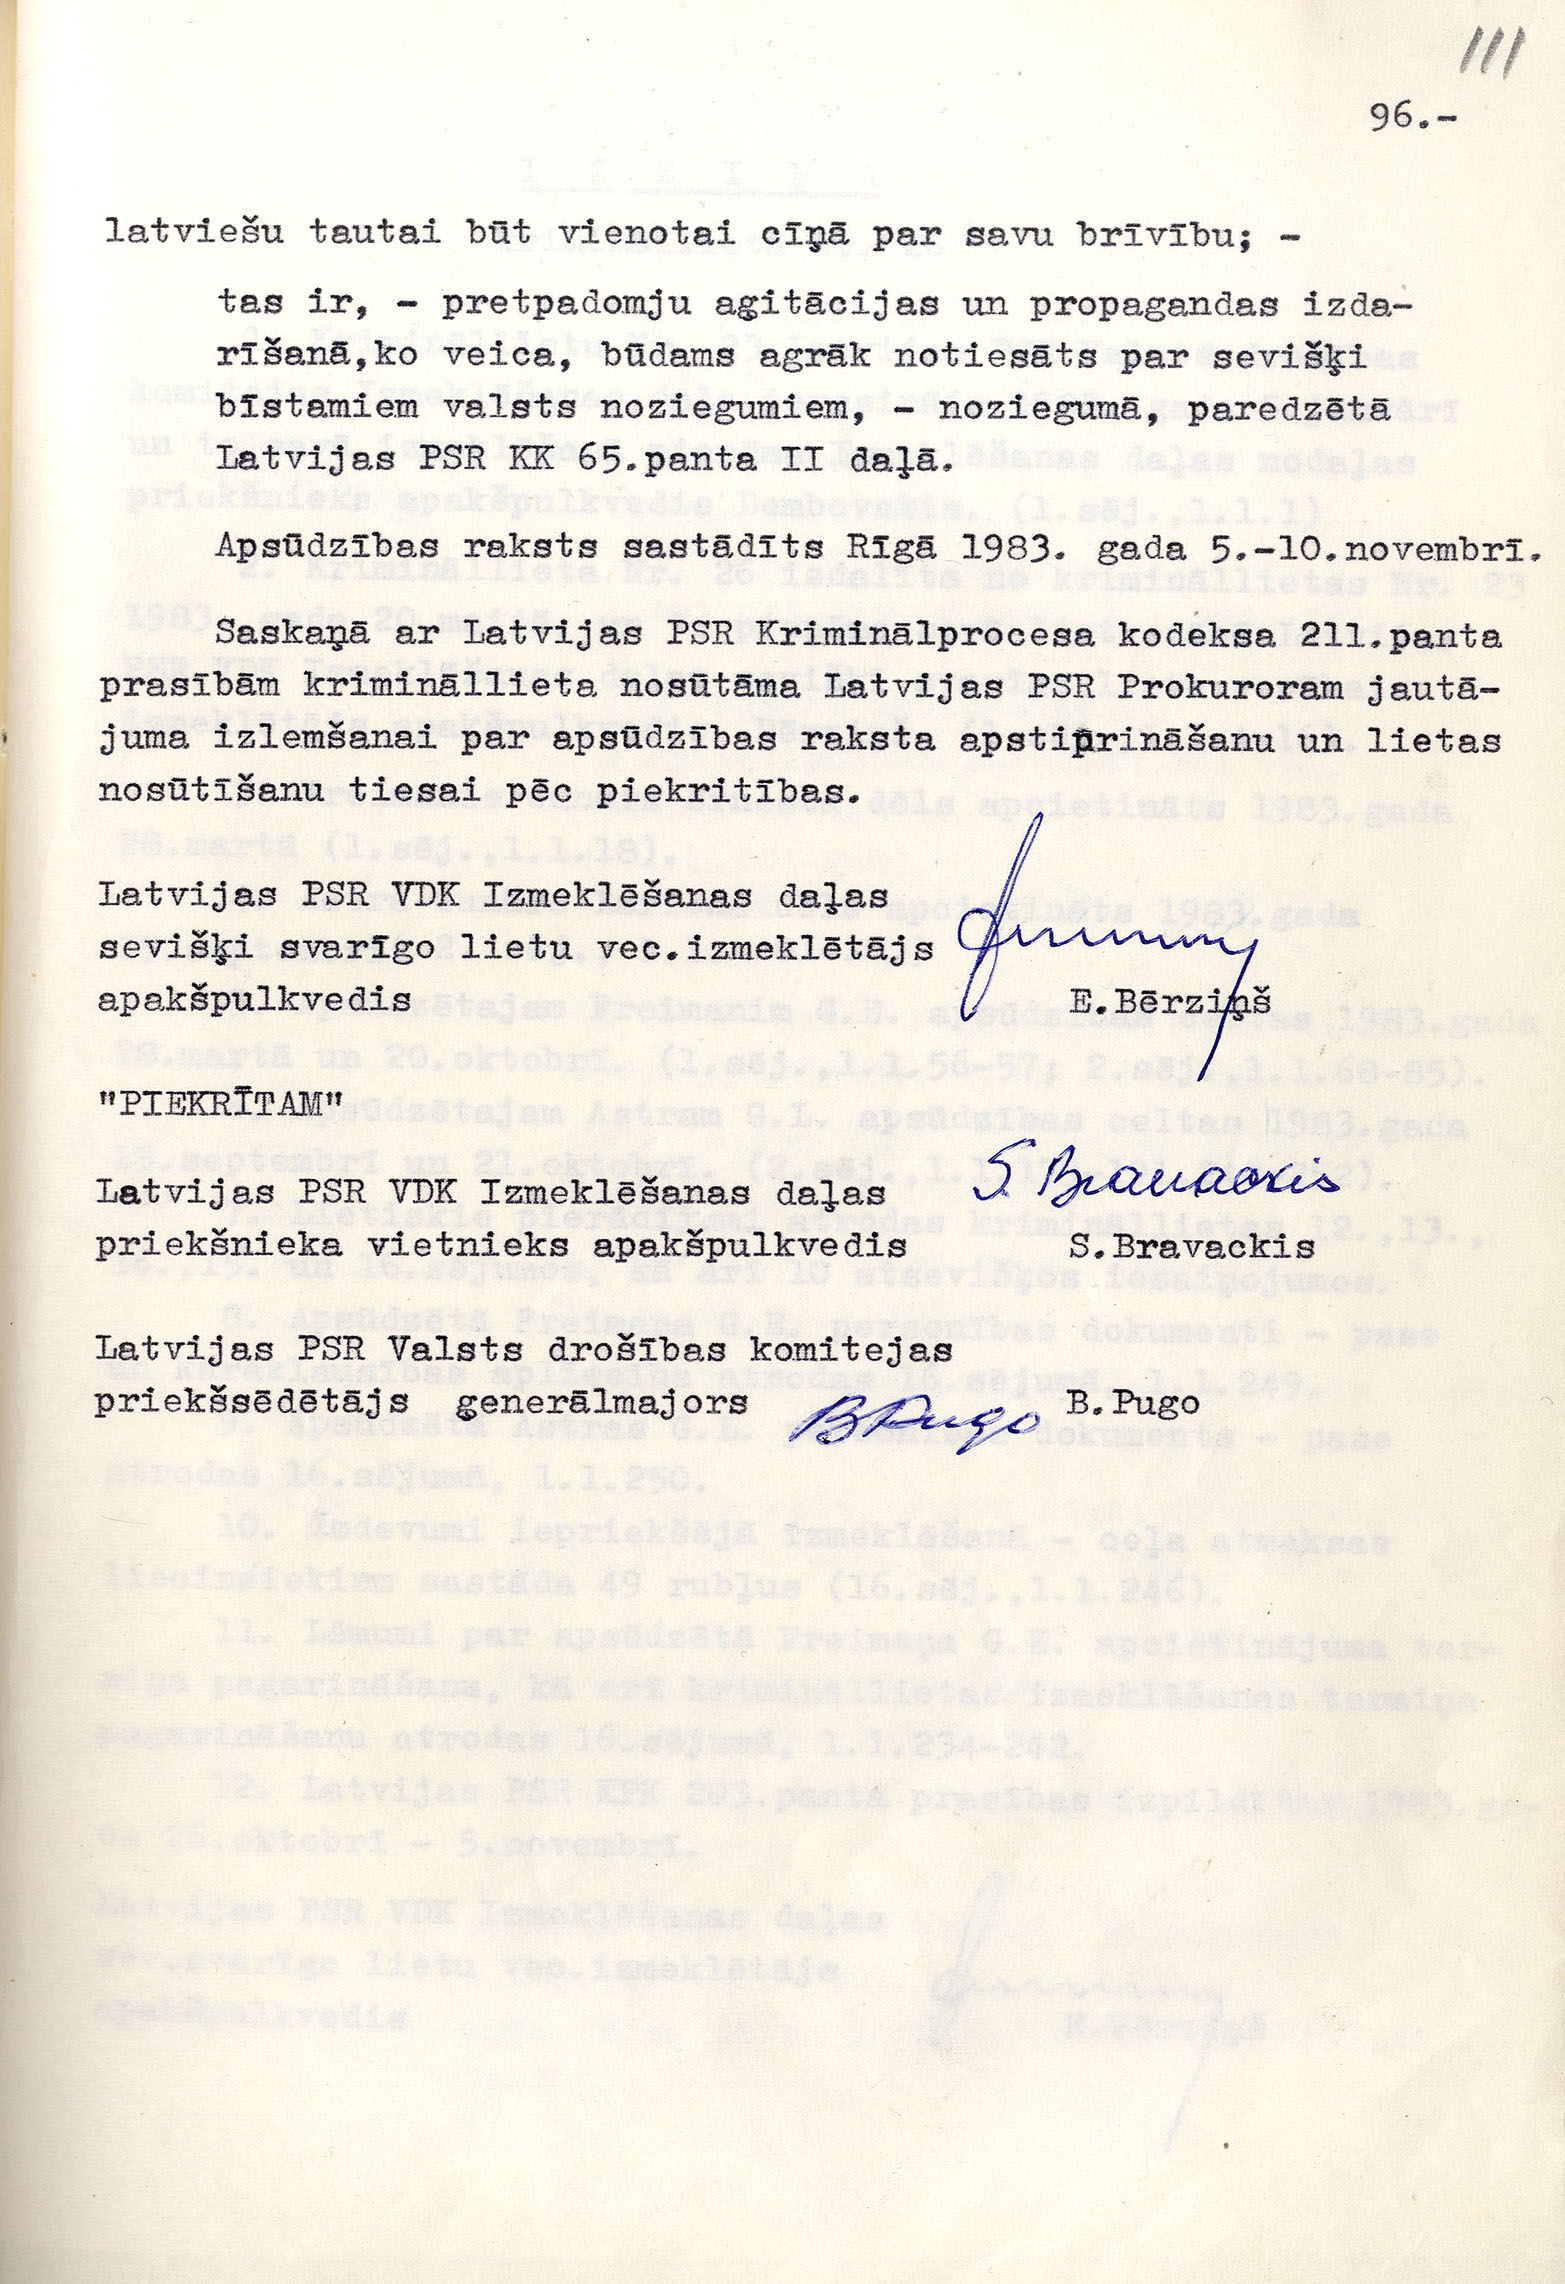 111
96.-
latviešu tautai būt vienotai cīņā par savu brīvību; -
tas ir, - pretpadomju aģitācijas un propagandas izda-
rīšanā,ko veica, būdams agrāk notiesāts par sevišķi
bīstamiem valsts noziegumiem, - noziegumā, paredzētā
Latvijas PSR KK 65.panta II daļā.
Apsūdzības raksts sastādīts Rīgā 1983. gada 5.-10.novembrī.
Saskaņā ar Latvijas PSR Kriminālprocesa kodeksa 211.panta
prasībām krimināllieta nosūtāma Latvijas PSR Prokuroram jautā-
juma izlemšanai par apsūdzības raksta apstiprināšanu un lietas
nosūtīšanu tiesai pēc piekritības.
Latvijas PSR VDK Izmeklēšanas daļas
sevišķi svarīgo lietu vec.izmeklētājs
apakšpulkvedis E.Bērziņš
"PIEKRĪTAM"
S. Bravackis
Latvijas PSR VDK Izmeklēšanas daļas
priekšnieka vietnieks apakšpulkvedis S.Bravackis
Latvijas PSR Valsts drošības komitejas
priekšsēdētājs ģenerālmajors BPugo B.Pugo